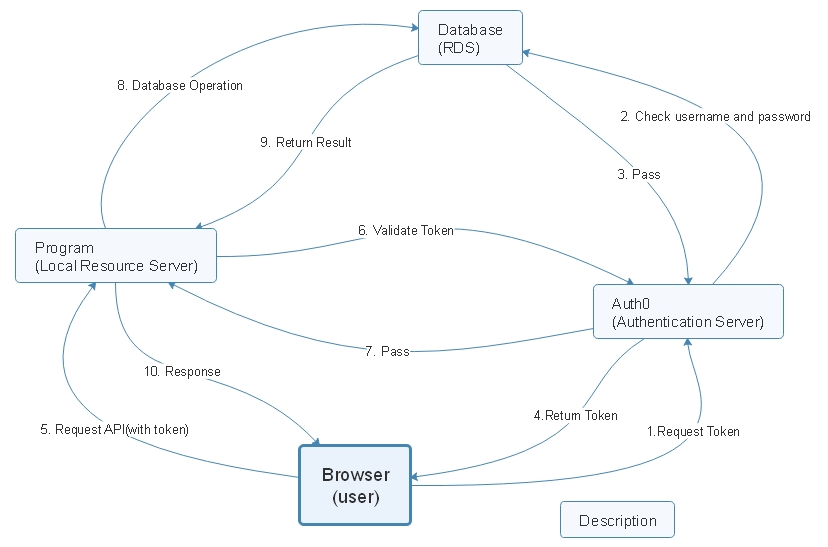 Database
(RDS)
8. Database Operation
2. Check username and password
9. Return Result
3. Pass
6. Validate Token
Program
(Local Resource Server)
Auth0
(Authentication Server)
7. Pass
10. Response
4.Return Token
5. Request API(with token)
1.Request Token
Browser
(user)
Description